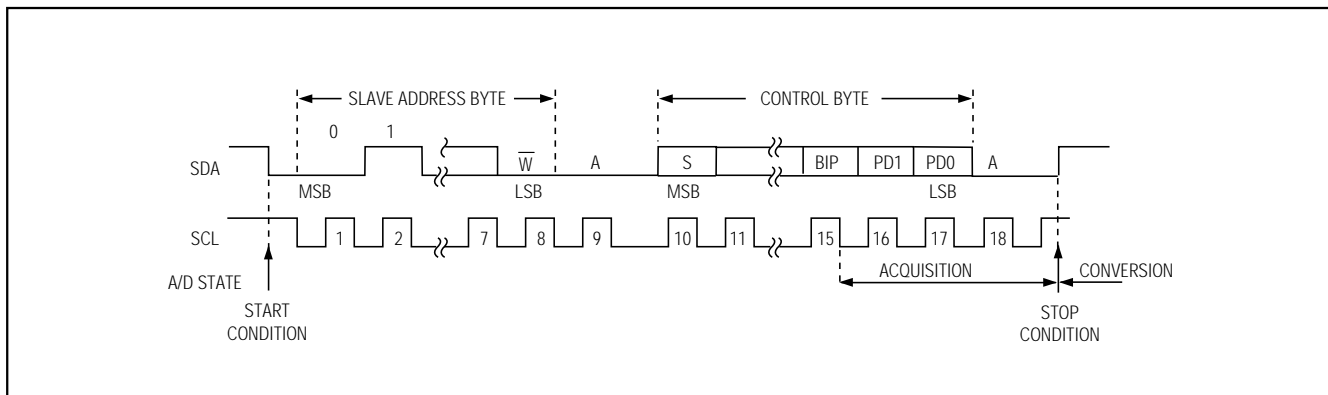 SLAVE ADDRESS BYTE CONTROL BYTE
0 1
SDA W̅ A S BIP PD1 PD0 A
MSB LSB MSB LSB
SCL 1 2 7 8 9 10 11 15 16 17 18
A/D STATE ACQUISITION CONVERSION
START CONDITION STOP CONDITION